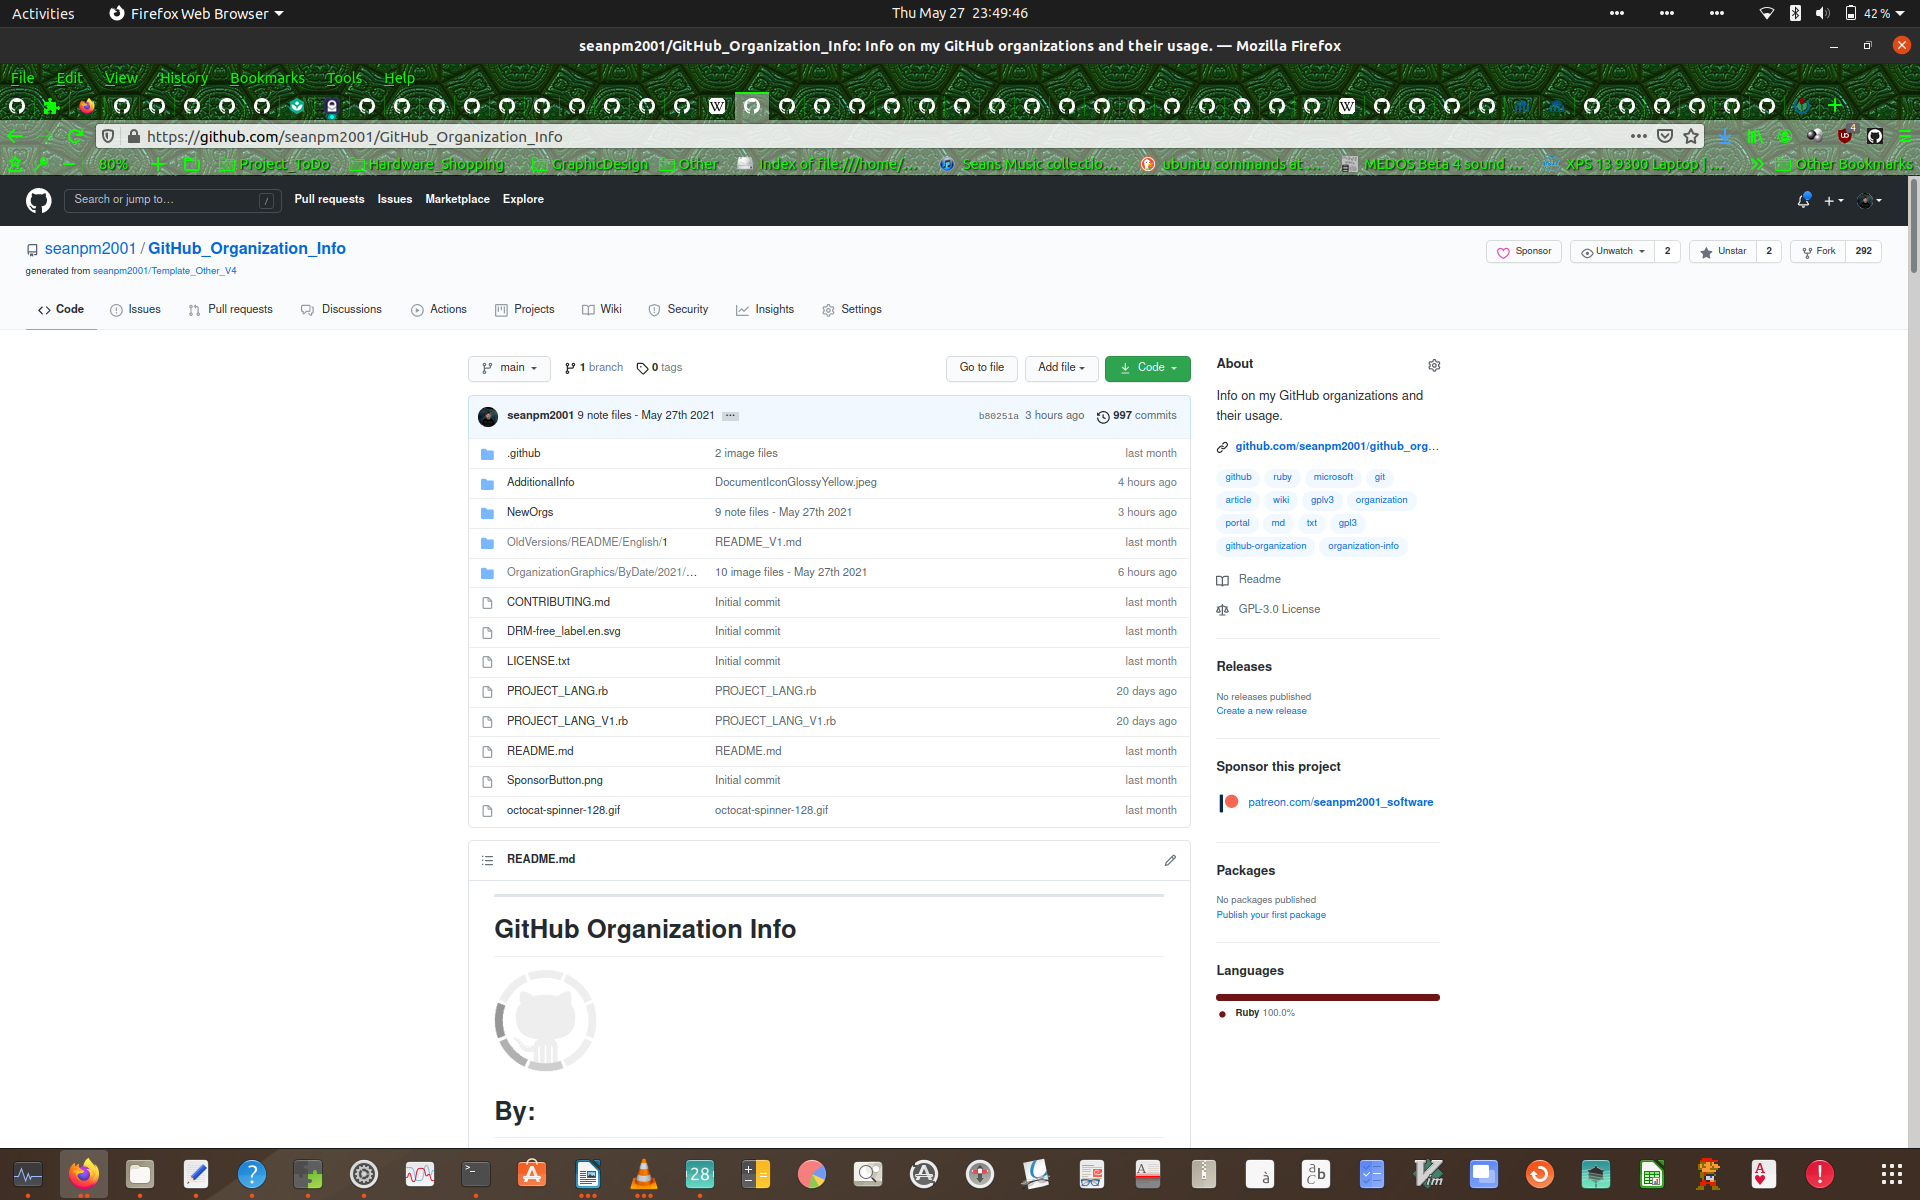 Activities Firefox Web Browser Thu May 27 23:49:46 42 %
seanpm2001/GitHub_Organization_Info: Info on my GitHub organizations and their usage. — Mozilla Firefox
File Edit View History Bookmarks Tools Help
https://github.com/seanpm2001/GitHub_Organization_Info 4
80% Project_ToDo Hardware_Shopping GraphicDesign Other Index of file:///home/... Seans Music collectio... ubuntu commands at ... MEDOS Beta 4 sound ... XPS 13 9300 Laptop | ... Other Bookmarks
Search or jump to… / Pull requests Issues Marketplace Explore
seanpm2001 / GitHub_Organization_Info Sponsor Unwatch 2 Unstar 2 Fork 292
generated from seanpm2001/Template_Other_V4
Code Issues Pull requests Discussions Actions Projects Wiki Security Insights Settings
main 1 branch 0 tags Go to file Add file Code
seanpm2001 9 note files - May 27th 2021 ... b80251a 3 hours ago 997 commits
.github 2 image files last month
AdditionalInfo DocumentIconGlossyYellow.jpeg 4 hours ago
NewOrgs 9 note files - May 27th 2021 3 hours ago
OldVersions/README/English/1 README_V1.md last month
OrganizationGraphics/ByDate/2021/... 10 image files - May 27th 2021 6 hours ago
CONTRIBUTING.md Initial commit last month
DRM-free_label.en.svg Initial commit last month
LICENSE.txt Initial commit last month
PROJECT_LANG.rb PROJECT_LANG.rb 20 days ago
PROJECT_LANG_V1.rb PROJECT_LANG_V1.rb 20 days ago
README.md README.md last month
SponsorButton.png Initial commit last month
octocat-spinner-128.gif octocat-spinner-128.gif last month
README.md
GitHub Organization Info
By:
About
Info on my GitHub organizations and
their usage.
github.com/seanpm2001/github_org...
github ruby microsoft git
article wiki gplv3 organization
portal md txt gpl3
github-organization organization-info
Readme
GPL-3.0 License
Releases
No releases published
Create a new release
Sponsor this project
patreon.com/seanpm2001_software
Packages
No packages published
Publish your first package
Languages
Ruby 100.0%
28